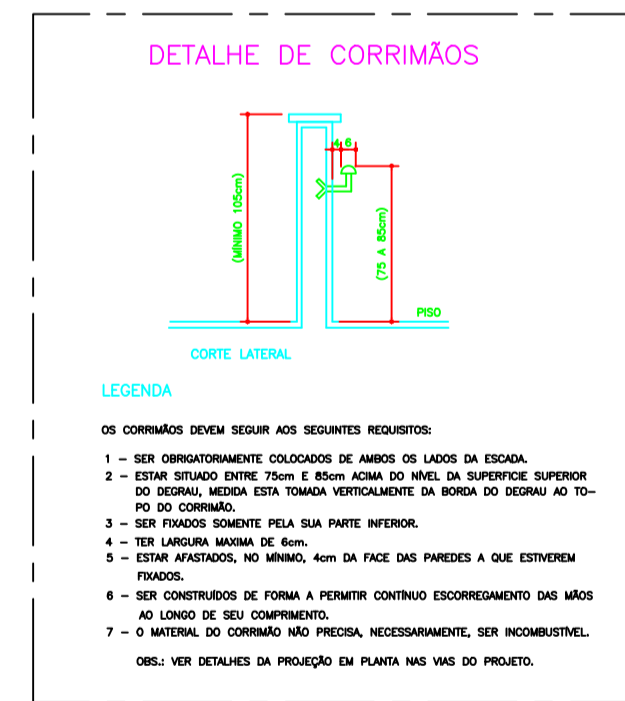 DETALHE DE CORRIMÃOS
4 6
(MÍNIMO 105cm)
(75 A 85cm)
PISO
CORTE LATERAL
LEGENDA
OS CORRIMÃOS DEVEM SEGUIR AOS SEGUINTES REQUISITOS:
1 – SER OBRIGATORIAMENTE COLOCADOS DE AMBOS OS LADOS DA ESCADA.
2 – ESTAR SITUADO ENTRE 75cm E 85cm ACIMA DO NÍVEL DA SUPERFICIE SUPERIOR
DO DEGRAU, MEDIDA ESTA TOMADA VERTICALMENTE DA BORDA DO DEGRAU AO TO–
PO DO CORRIMÃO.
3 – SER FIXADOS SOMENTE PELA SUA PARTE INFERIOR.
4 – TER LARGURA MAXIMA DE 6cm.
5 – ESTAR AFASTADOS, NO MÍNIMO, 4cm DA FACE DAS PAREDES A QUE ESTIVEREM
FIXADOS.
6 – SER CONSTRUÍDOS DE FORMA A PERMITIR CONTÍNUO ESCORREGAMENTO DAS MÃOS
AO LONGO DE SEU COMPRIMENTO.
7 – O MATERIAL DO CORRIMÃO NÃO PRECISA, NECESSARIAMENTE, SER INCOMBUSTÍVEL.
OBS.: VER DETALHES DA PROJEÇÃO EM PLANTA NAS VIAS DO PROJETO.